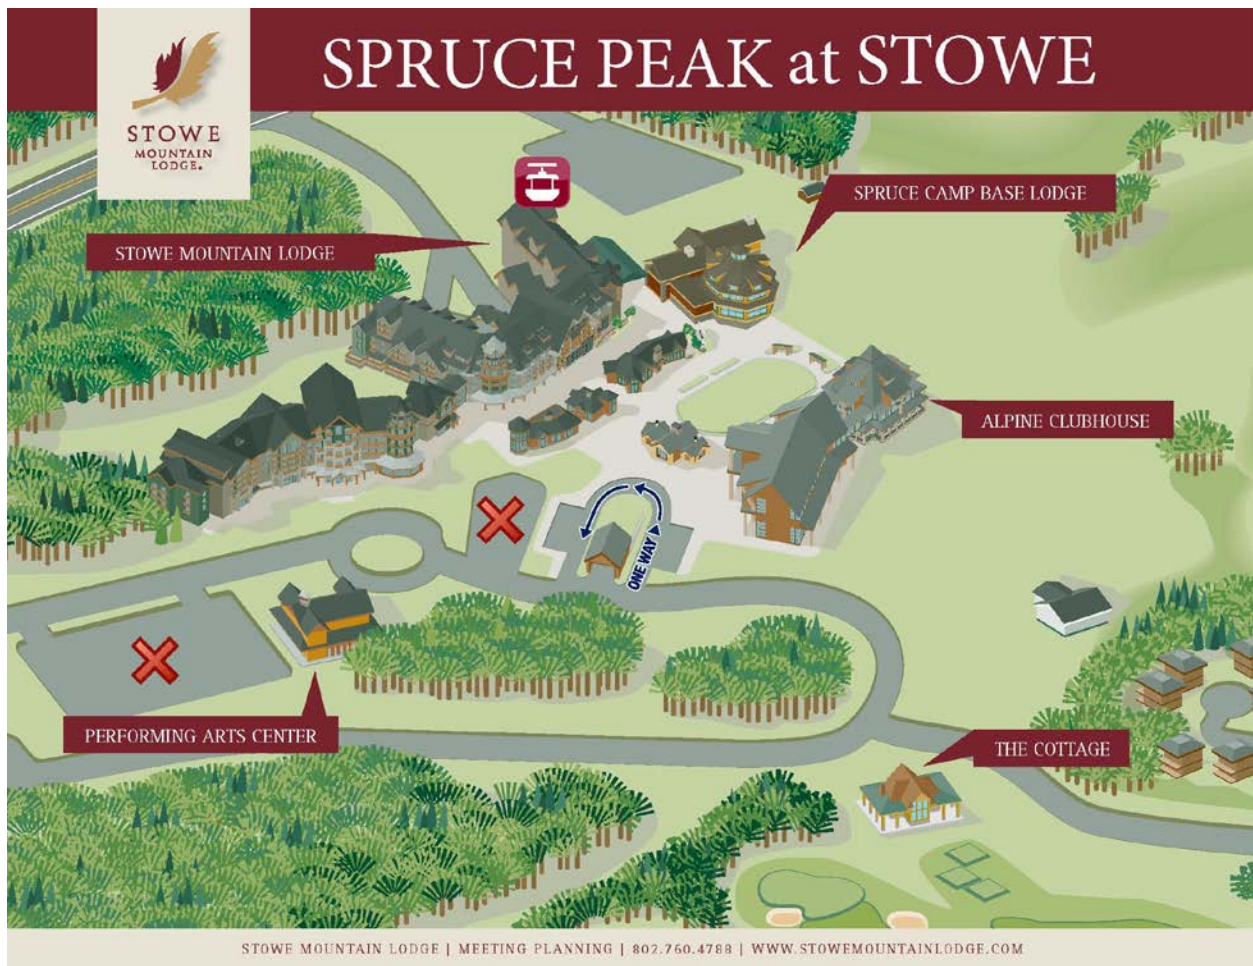 SPRUCE PEAK at STOWE
STOWE
MOUNTAIN
LODGE.
SPRUCE CAMP BASE LODGE
STOWE MOUNTAIN LODGE
ALPINE CLUBHOUSE
ONE WAY
PERFORMING ARTS CENTER
THE COTTAGE
STOWE MOUNTAIN LODGE | MEETING PLANNING | 802.760.4788 | WWW.STOWEMOUNTAINLODGE.COM